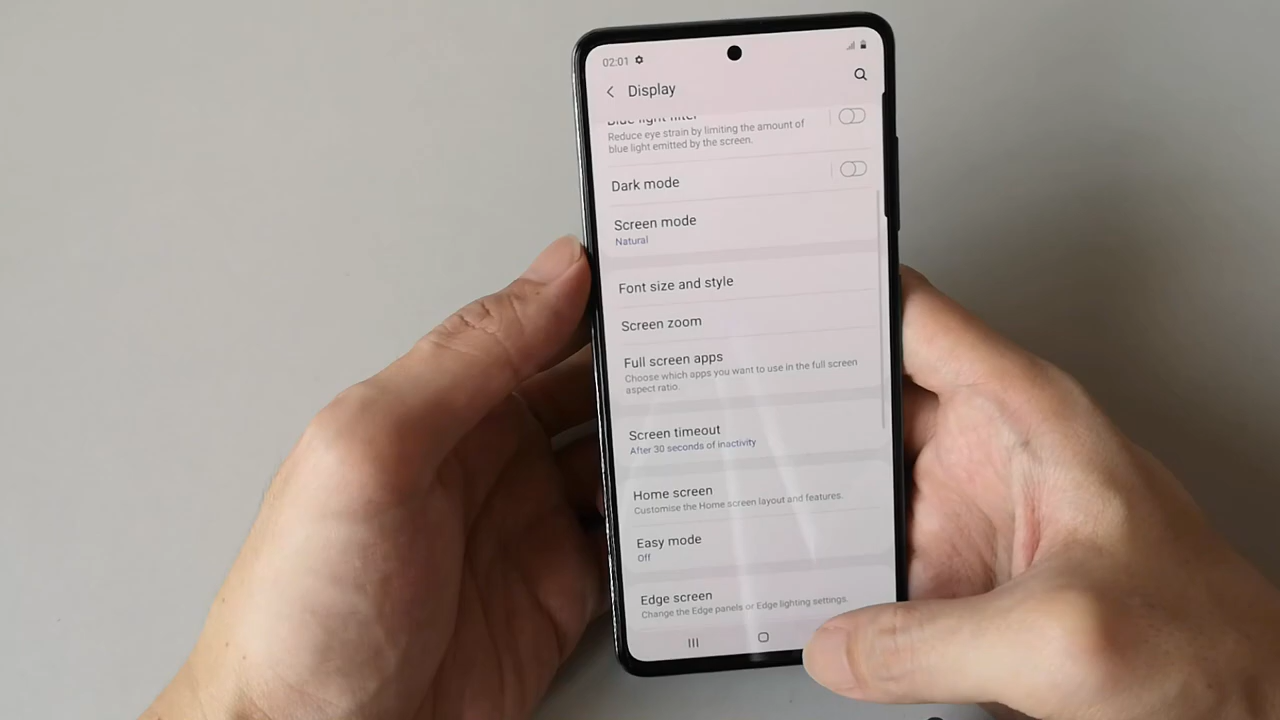 02:01
Display
Blue light filter
Reduce eye strain by limiting the amount of
blue light emitted by the screen.
Dark mode
Screen mode
Natural
Font size and style
Screen zoom
Full screen apps
Choose which apps you want to use in the full screen
aspect ratio.
Screen timeout
After 30 seconds of inactivity
Home screen
Customise the Home screen layout and features.
Easy mode
Off
Edge screen
Change the Edge panels or Edge lighting settings.